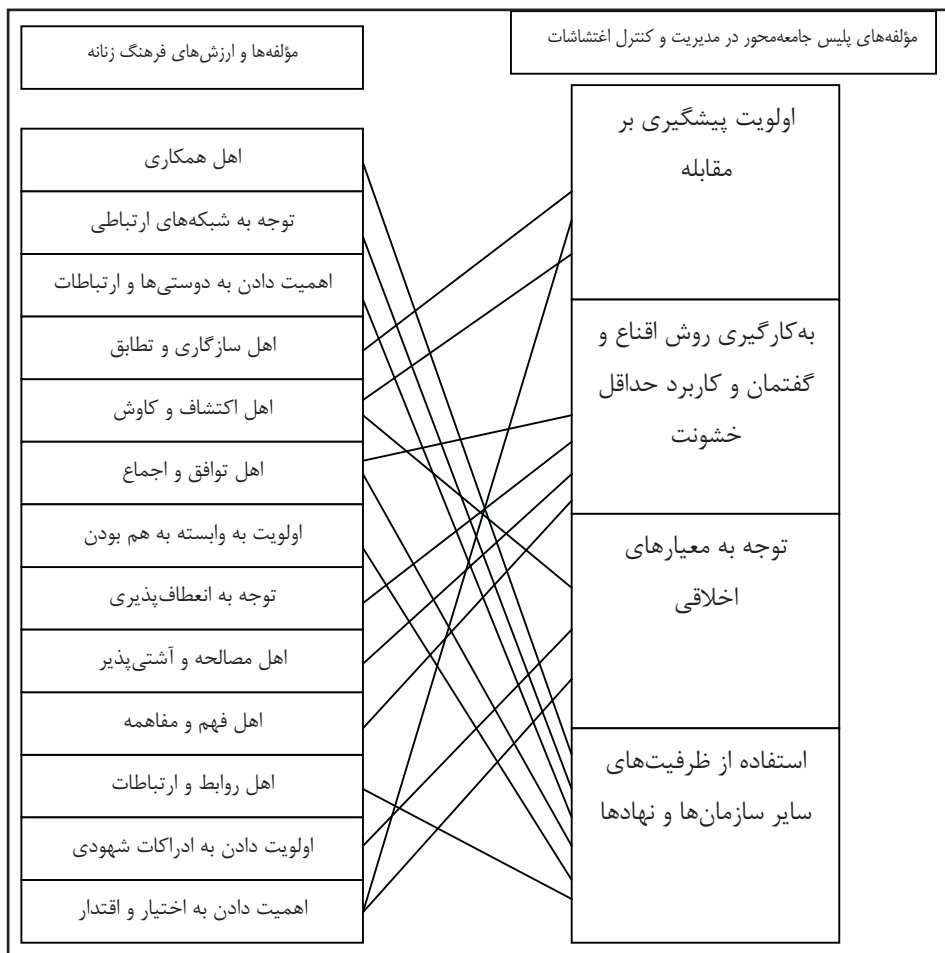 مؤلفه‌های پلیس جامعه‌محور در مدیریت و کنترل اغتشاشات
اولویت پیشگیری بر
مقابله
به‌کارگیری روش اقناع و
گفتمان و کاربرد حداقل
خشونت
توجه به معیارهای
اخلاقی
استفاده از ظرفیت‌های
سایر سازمان‌ها و نهادها
مؤلفه‌ها و ارزش‌های فرهنگ زنانه
اهل همکاری
توجه به شبکه‌های ارتباطی
اهمیت دادن به دوستی‌ها و ارتباطات
اهل سازگاری و تطابق
اهل اکتشاف و کاوش
اهل توافق و اجماع
اولویت به وابسته به هم بودن
توجه به انعطاف‌پذیری
اهل مصالحه و آشتی‌پذیر
اهل فهم و مفاهمه
اهل روابط و ارتباطات
اولویت دادن به ادراکات شهودی
اهمیت دادن به اختیار و اقتدار